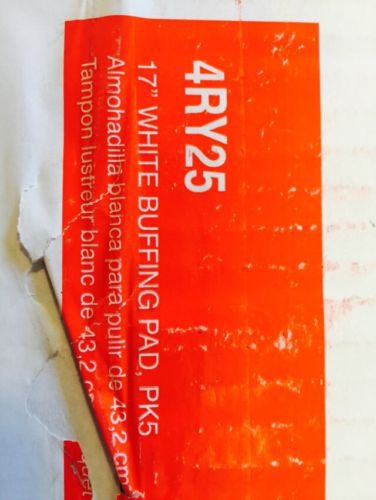 4RY25
17" WHITE BUFFING PAD, PK5
Almohadilla blanca para pulir de 43,2 cm
Tampon lustreur blanc de 43,2 cm